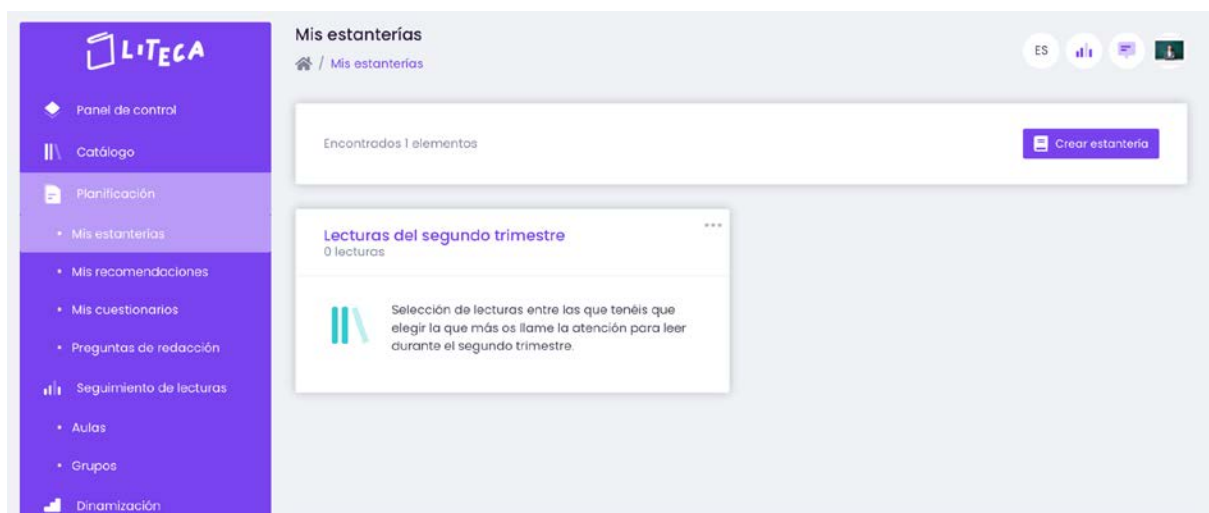 LITECA
Panel de control
Catálogo
Planificación
Mis estanterías
Mis recomendaciones
Mis cuestionarios
Preguntas de redacción
Seguimiento de lecturas
Aulas
Grupos
Dinamización
Mis estanterías
/ Mis estanterías
ES
Encontrados 1 elementos
Crear estantería
Lecturas del segundo trimestre
0 lecturas
Selección de lecturas entre las que tenéis que
elegir la que más os llame la atención para leer
durante el segundo trimestre.